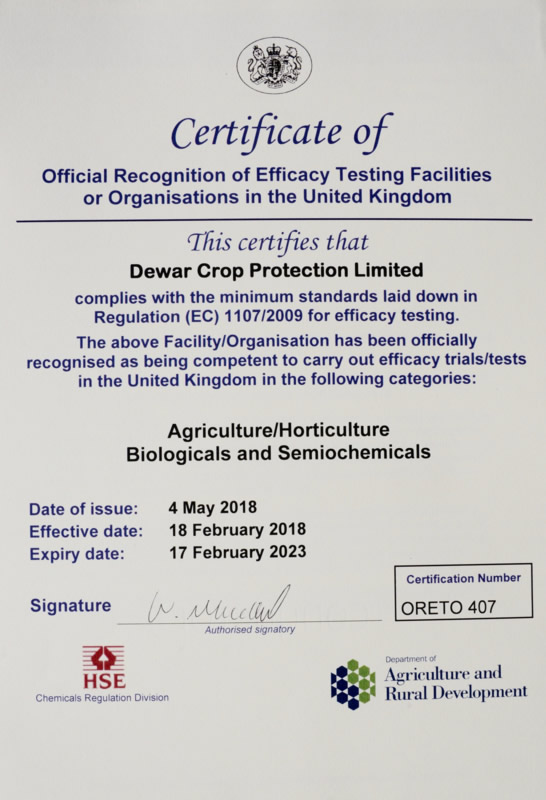 Certificate of
Official Recognition of Efficacy Testing Facilities
or Organisations in the United Kingdom
This certifies that
Dewar Crop Protection Limited
complies with the minimum standards laid down in
Regulation (EC) 1107/2009 for efficacy testing.
The above Facility/Organisation has been officially
recognised as being competent to carry out efficacy trials/tests
in the United Kingdom in the following categories:
Agriculture/Horticulture
Biologicals and Semiochemicals
Date of issue: 4 May 2018
Effective date: 18 February 2018
Expiry date: 17 February 2023
Certification Number
ORETO 407
Signature
Authorised signatory
HSE
Chemicals Regulation Division
Department of
Agriculture and
Rural Development